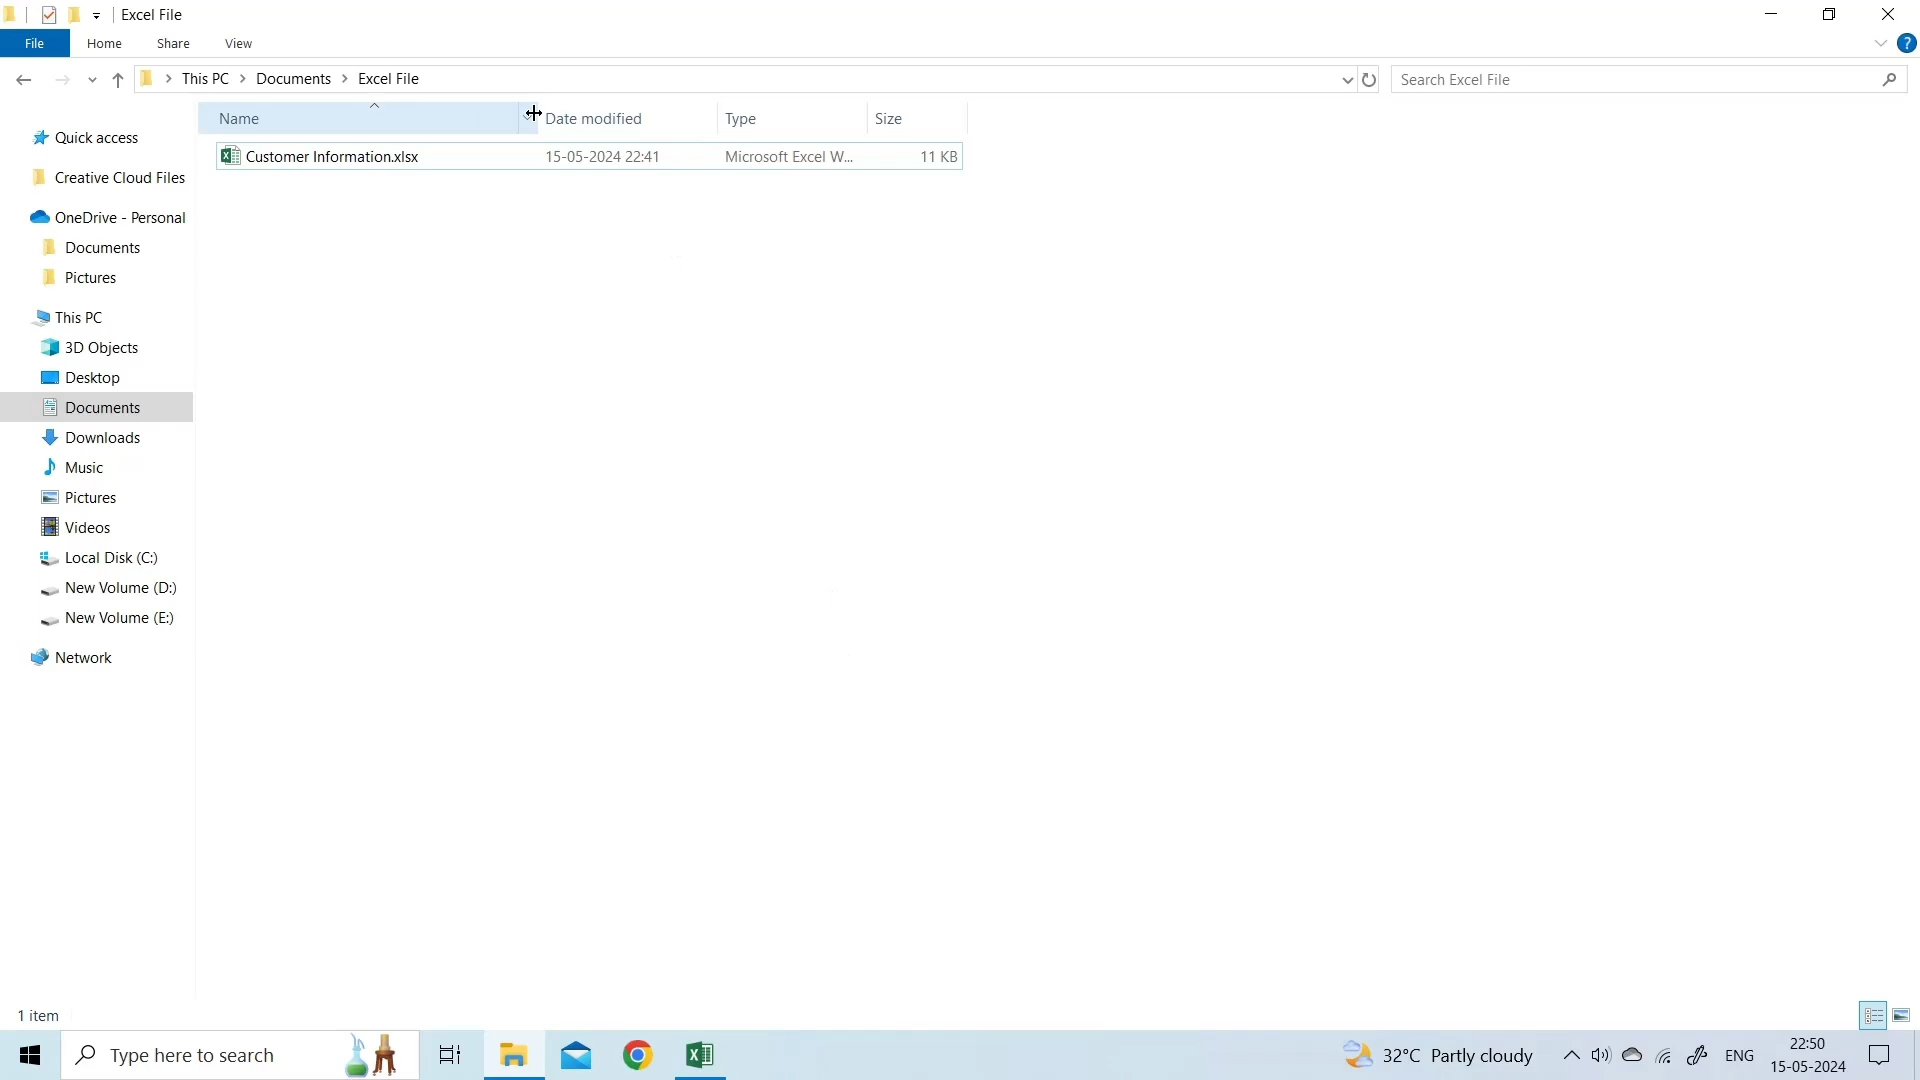 Excel File
File Home Share View
This PC Documents Excel File
Search Excel File
Name Date modified Type Size
Customer Information.xlsx 15-05-2024 22:41 Microsoft Excel W... 11 KB
Quick access
Creative Cloud Files
OneDrive - Personal
Documents
Pictures
This PC
3D Objects
Desktop
Documents
Downloads
Music
Pictures
Videos
Local Disk (C:)
New Volume (D:)
New Volume (E:)
Network
1 item
Type here to search
32°C Partly cloudy
ENG
22:50
15-05-2024